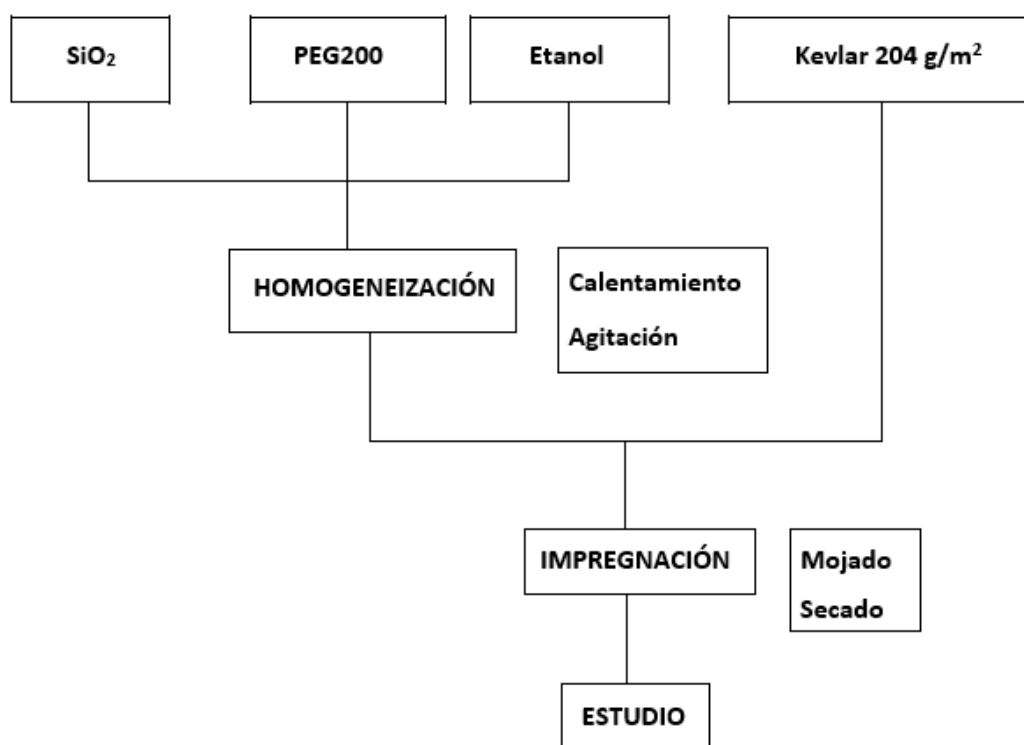 SiO₂
PEG200
Etanol
Kevlar 204 g/m²
HOMOGENEIZACIÓN
Calentamiento
Agitación
IMPREGNACIÓN
Mojado
Secado
ESTUDIO